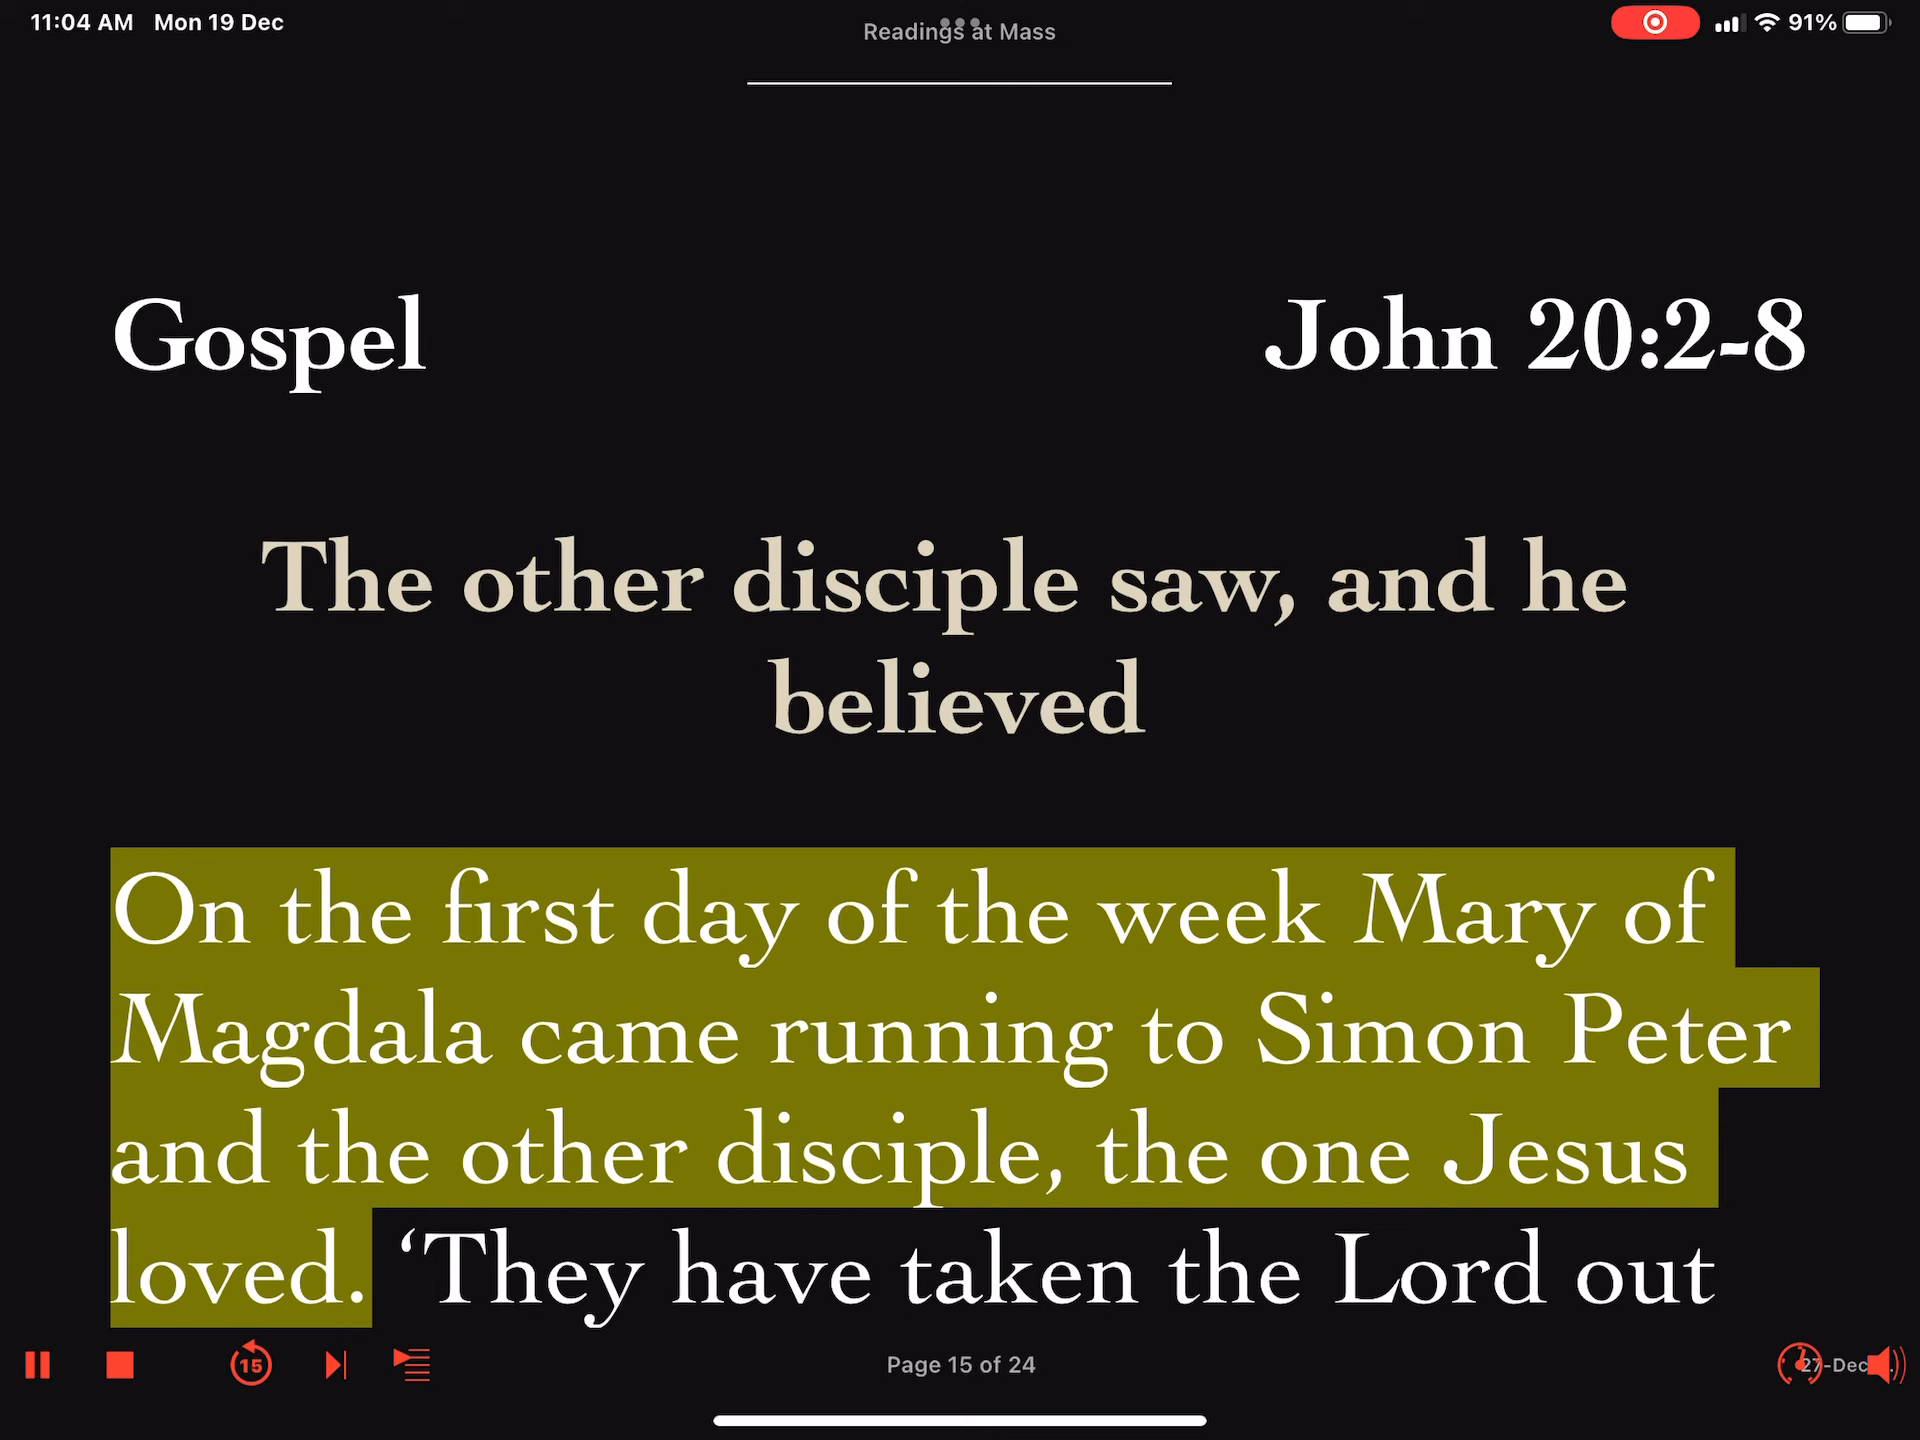 11:04 AM Mon 19 Dec
Readings at Mass
91%
Gospel
John 20:2-8
The other disciple saw, and he
believed
On the first day of the week Mary of
Magdala came running to Simon Peter
and the other disciple, the one Jesus
loved. ‘They have taken the Lord out
15
Page 15 of 24
27-Dec